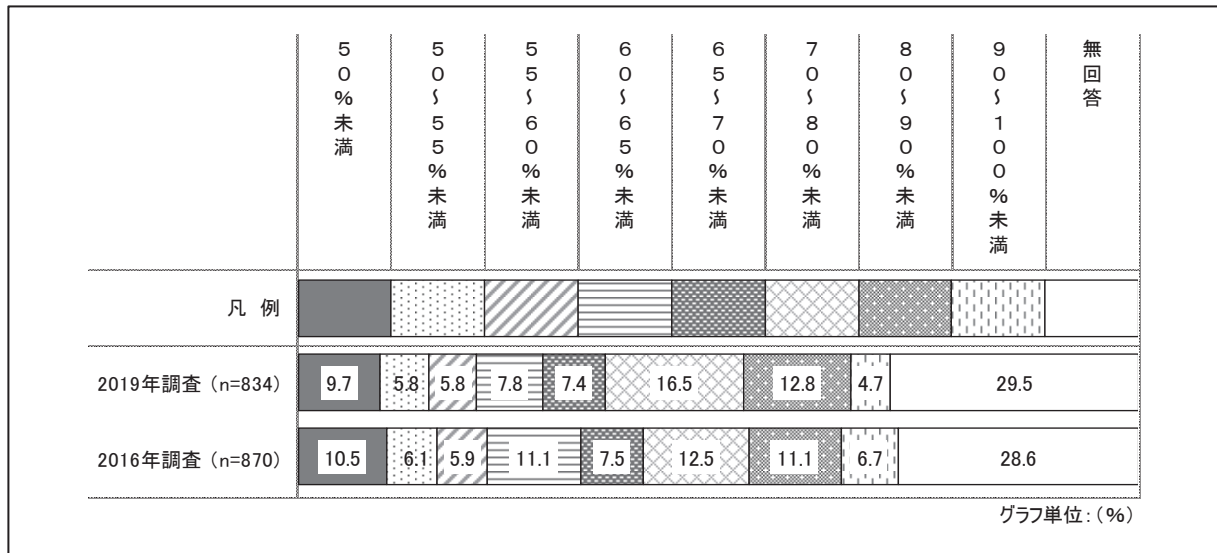 50%未満
50~55%未満
55~60%未満
60~65%未満
65~70%未満
70~80%未満
80~90%未満
90~100%未満
無回答
凡 例
2019年調査 (n=834)
9.7 5.8 5.8 7.8 7.4 16.5 12.8 4.7 29.5
2016年調査 (n=870)
10.5 6.1 5.9 11.1 7.5 12.5 11.1 6.7 28.6
グラフ単位:(%)